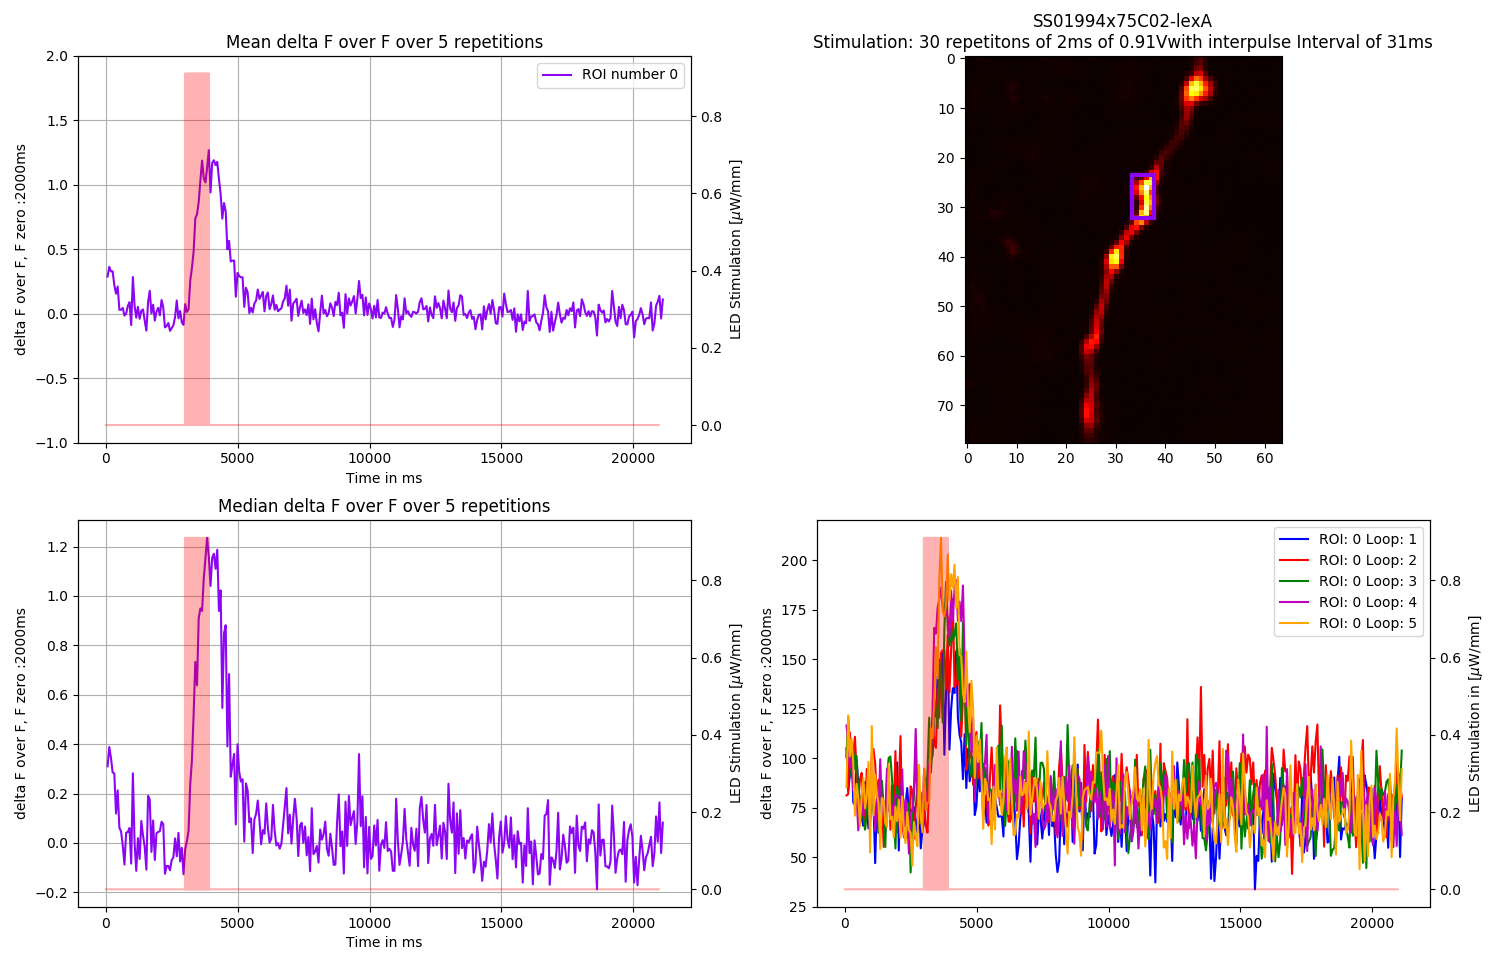 Mean delta F over F over 5 repetitions
2.0
1.5
1.0
0.5
0.0
−0.5
−1.0
delta F over F, F zero :2000ms
ROI number 0
0.8
0.6
0.4
0.2
0.0
LED Stimulation [μW/mm]
0 5000 10000 15000 20000
Time in ms
SS01994x75C02-lexA
Stimulation: 30 repetitons of 2ms of 0.91Vwith interpulse Interval of 31ms
0
10
20
30
40
50
60
70
0 10 20 30 40 50 60
Median delta F over F over 5 repetitions
1.2
1.0
0.8
0.6
0.4
0.2
0.0
−0.2
delta F over F, F zero :2000ms
0.8
0.6
0.4
0.2
0.0
LED Stimulation [μW/mm]
0 5000 10000 15000 20000
Time in ms
200
175
150
125
100
75
50
25
delta F over F, F zero :2000ms
ROI: 0 Loop: 1
ROI: 0 Loop: 2
ROI: 0 Loop: 3
ROI: 0 Loop: 4
ROI: 0 Loop: 5
0.8
0.6
0.4
0.2
0.0
LED Stimulation in [μW/mm]
0 5000 10000 15000 20000